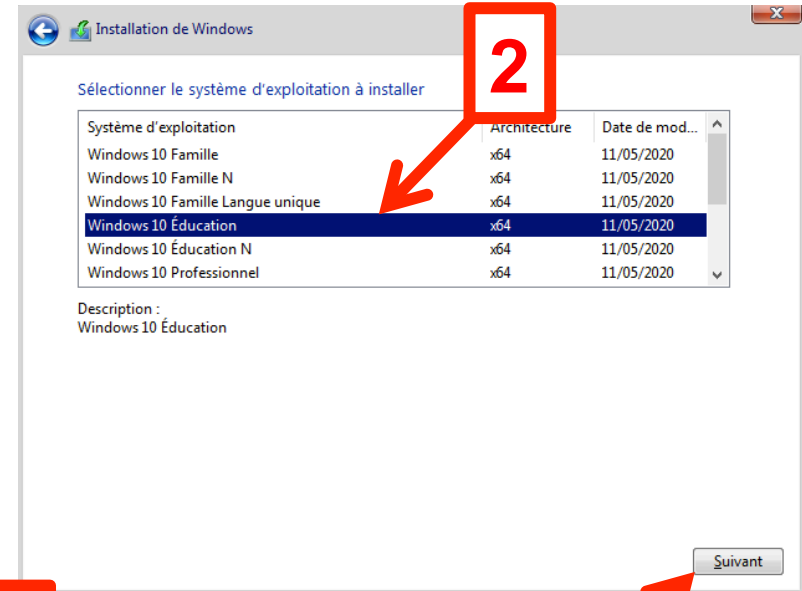 Installation de Windows
2
Sélectionner le système d'exploitation à installer
Système d'exploitation Architecture Date de mod...
Windows 10 Famille x64 11/05/2020
Windows 10 Famille N x64 11/05/2020
Windows 10 Famille Langue unique x64 11/05/2020
Windows 10 Éducation x64 11/05/2020
Windows 10 Éducation N x64 11/05/2020
Windows 10 Professionnel x64 11/05/2020
Description :
Windows 10 Éducation
Suivant